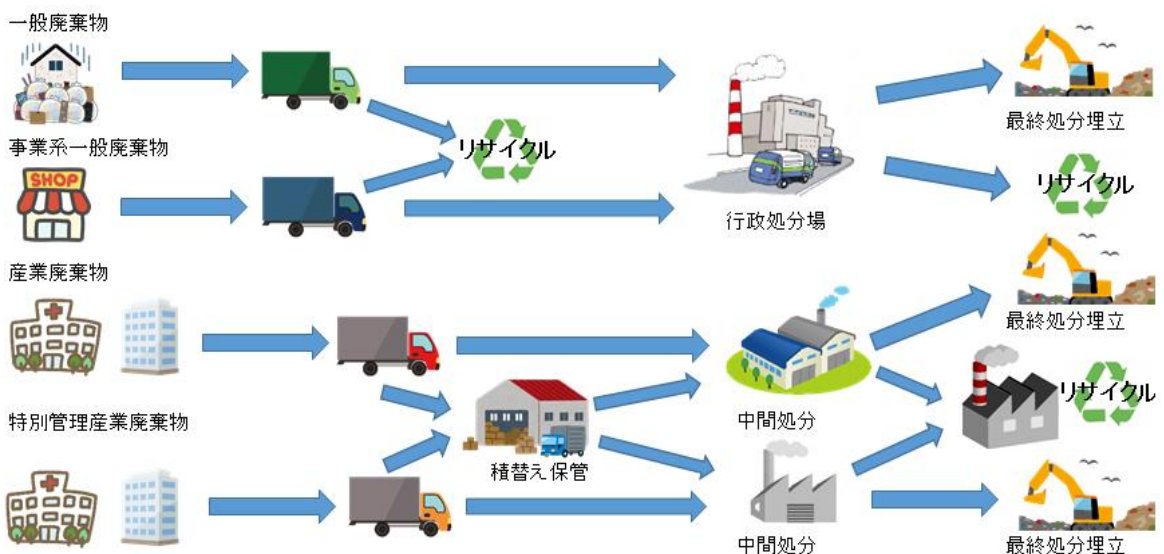 一般廃棄物
リサイクル
最終処分埋立
事業系一般廃棄物
SHOP
行政処分場
リサイクル
産業廃棄物
最終処分埋立
中間処分
リサイクル
特別管理産業廃棄物
積替え保管
中間処分
最終処分埋立